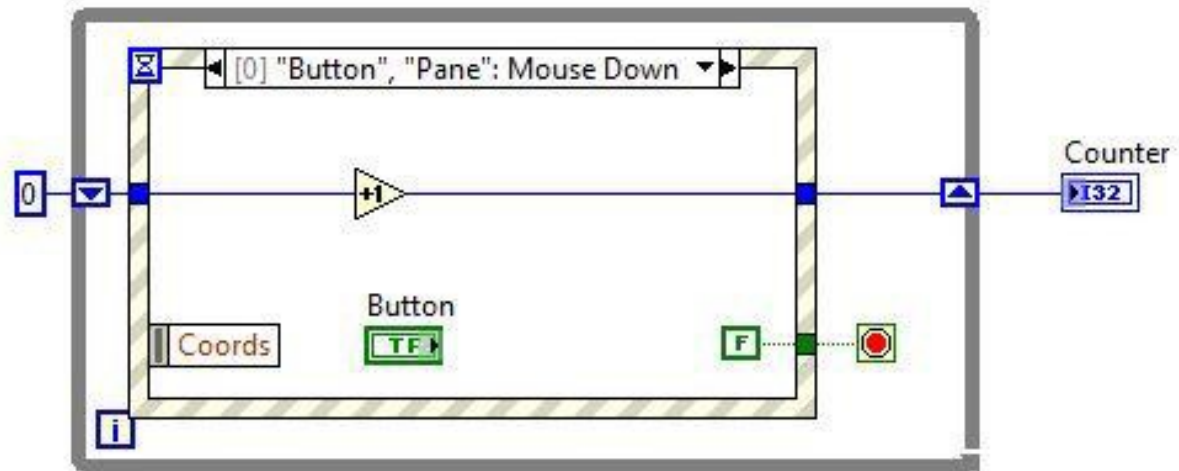 [0] "Button", "Pane": Mouse Down
Counter
0
+1
I32
Button
Coords
TF
F
i